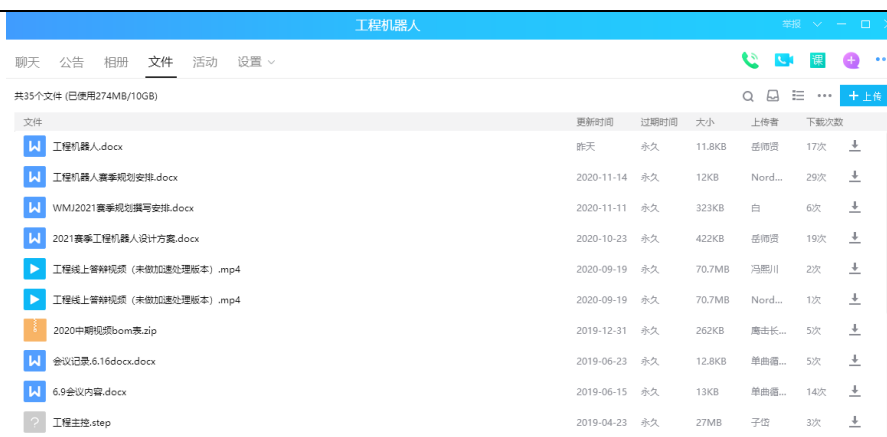 工程机器人
举报
聊天 公告 相册 文件 活动 设置
课
共35个文件 (已使用274MB/10GB)
上传
文件 更新时间 过期时间 大小 上传者 下载次数
工程机器人.docx 昨天 永久 11.8KB 岳师贤 17次
工程机器人赛季规划安排.docx 2020-11-14 永久 12KB Nord... 29次
WMJ2021赛季规划撰写安排.docx 2020-11-11 永久 323KB 白 6次
2021赛季工程机器人设计方案.docx 2020-10-23 永久 422KB 岳师贤 19次
工程线上答辩视频（未做加速处理版本）.mp4 2020-09-19 永久 70.7MB 冯熙川 2次
工程线上答辩视频（未做加速处理版本）.mp4 2020-09-19 永久 70.7MB Nord... 1次
2020中期视频bom表.zip 2019-12-31 永久 262KB 鹰击长... 5次
会议记录.6.16docx.docx 2019-06-23 永久 12.8KB 单曲循... 5次
6.9会议内容.docx 2019-06-15 永久 13KB 单曲循... 14次
工程主控.step 2019-04-23 永久 27MB 3次